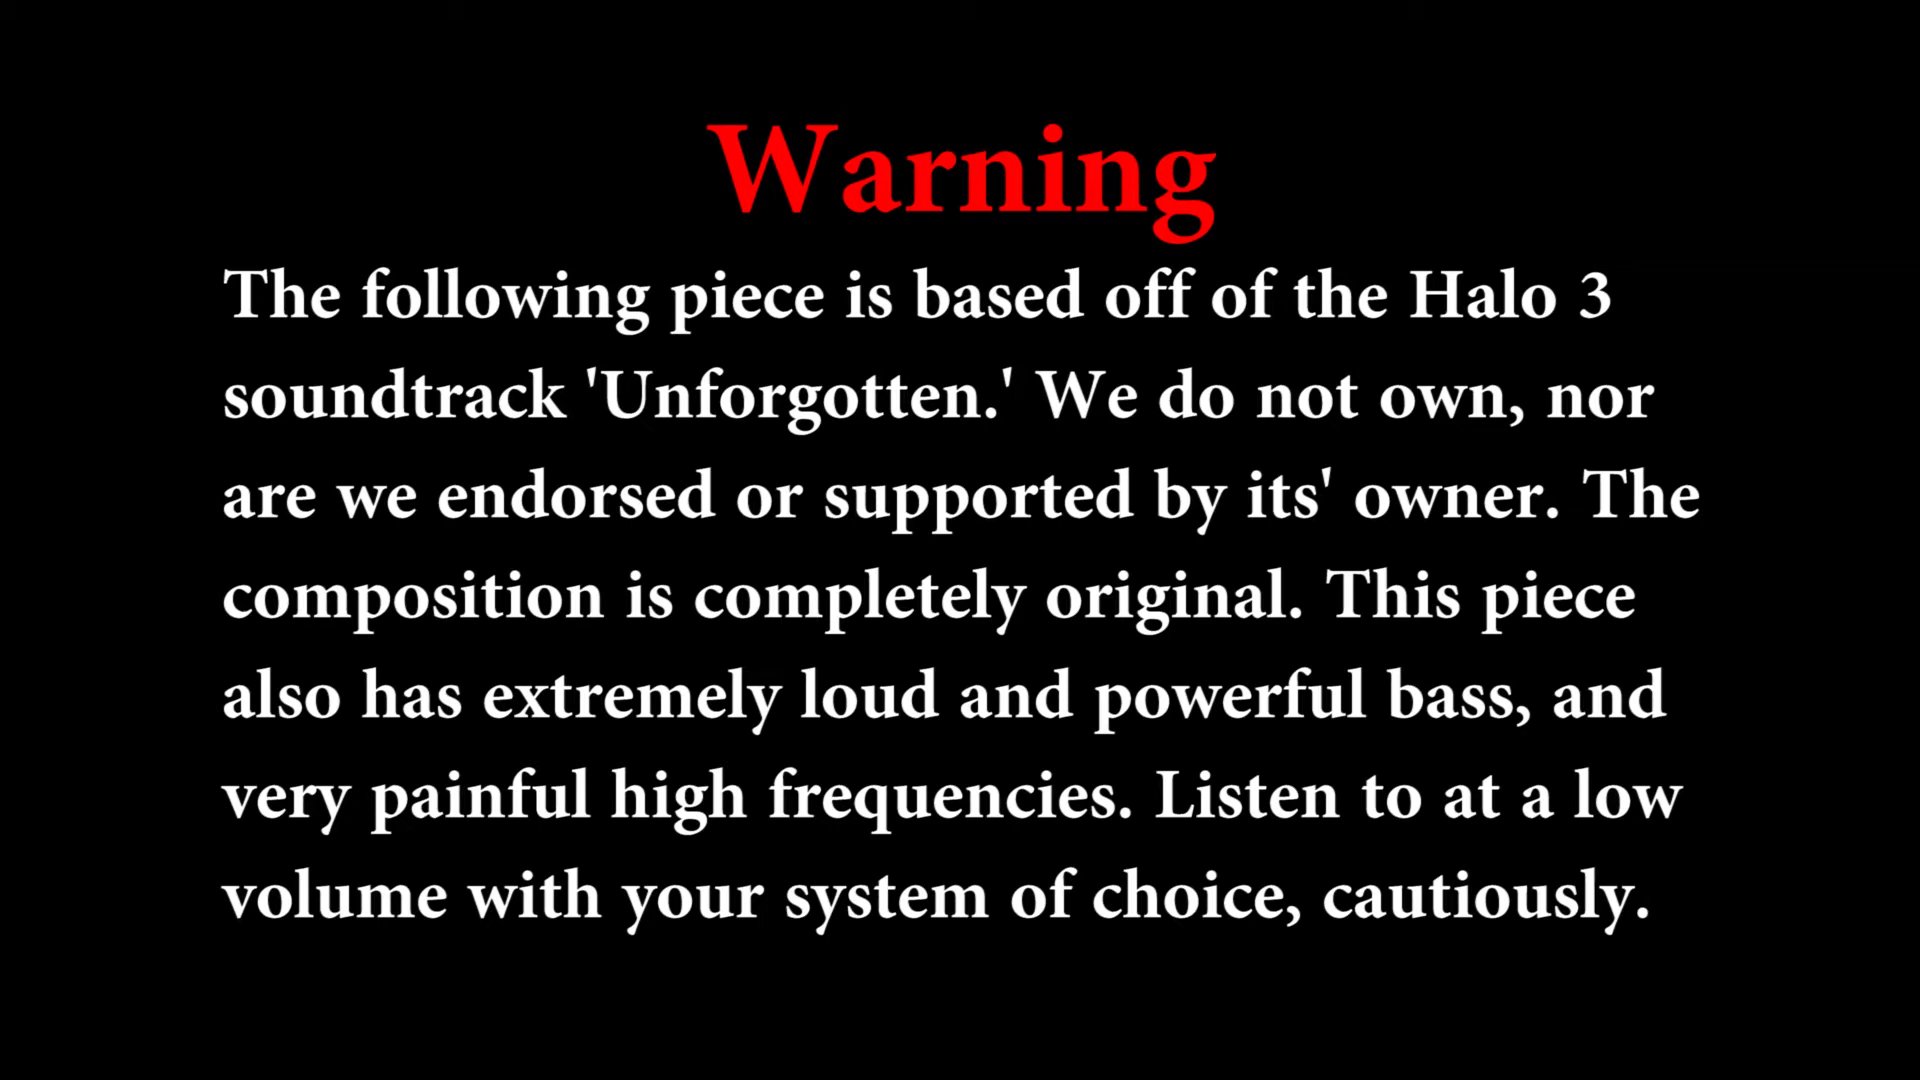 Warning
The following piece is based off of the Halo 3
soundtrack 'Unforgotten.' We do not own, nor
are we endorsed or supported by its' owner. The
composition is completely original. This piece
also has extremely loud and powerful bass, and
very painful high frequencies. Listen to at a low
volume with your system of choice, cautiously.